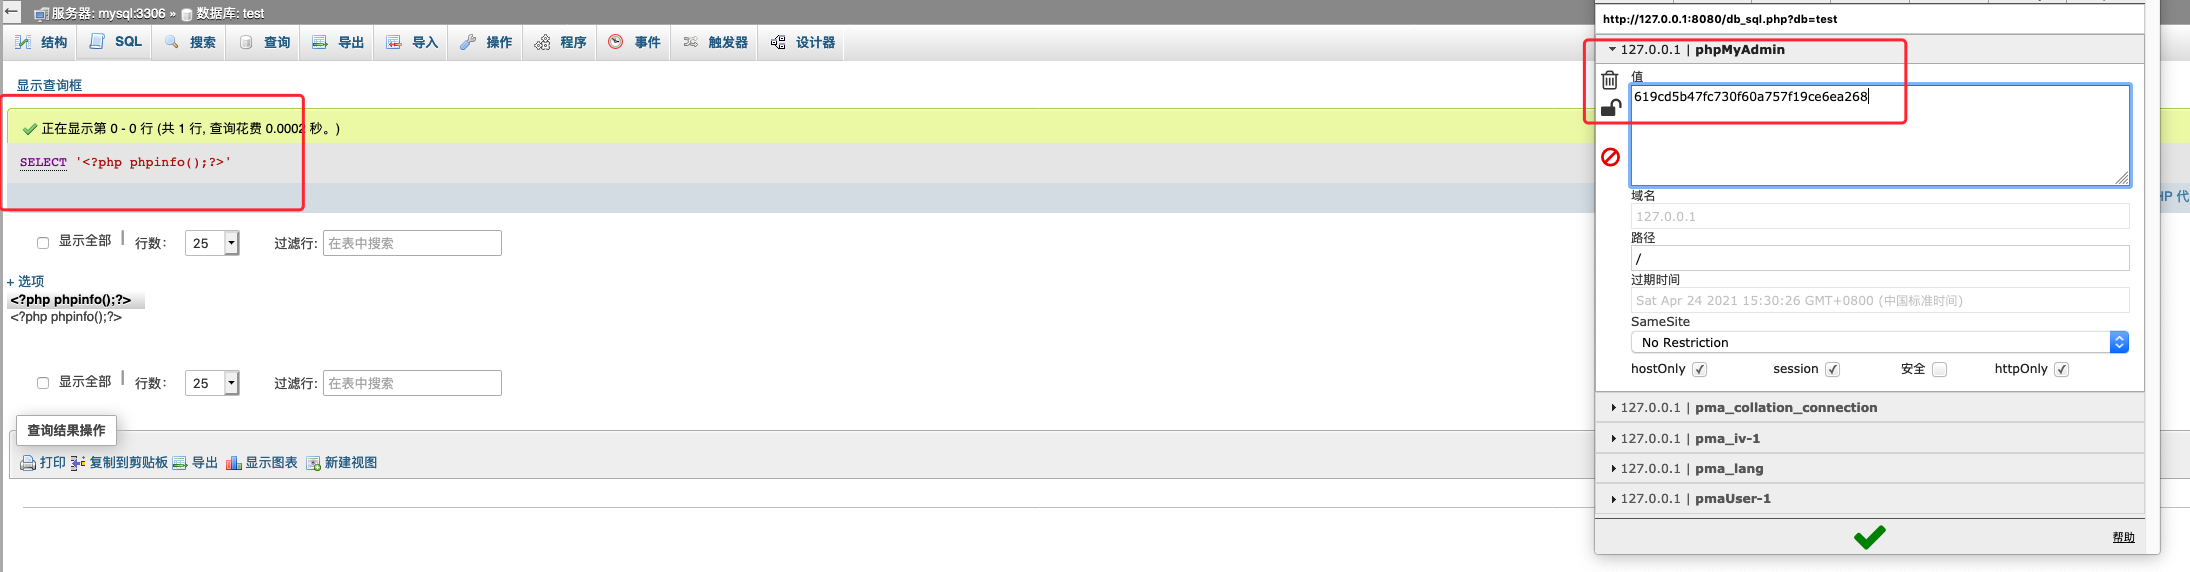 服务器: mysql:3306 » 数据库: test
结构 SQL 搜索 查询 导出 导入 操作 程序 事件 触发器 设计器
显示查询框
正在显示第 0 - 0 行 (共 1 行, 查询花费 0.0002 秒。)
SELECT '<?php phpinfo();?>'
HP 代
显示全部 | 行数: 25 过滤行: 在表中搜索
+ 选项
<?php phpinfo();?>
<?php phpinfo();?>
显示全部 | 行数: 25 过滤行: 在表中搜索
查询结果操作
打印 复制到剪贴板 导出 显示图表 新建视图
http://127.0.0.1:8080/db_sql.php?db=test
127.0.0.1 | phpMyAdmin
值
619cd5b47fc730f60a757f19ce6ea268
域名
127.0.0.1
路径
/
过期时间
Sat Apr 24 2021 15:30:26 GMT+0800 (中国标准时间)
SameSite
No Restriction
hostOnly session 安全 httpOnly
127.0.0.1 | pma_collation_connection
127.0.0.1 | pma_iv-1
127.0.0.1 | pma_lang
127.0.0.1 | pmaUser-1
帮助